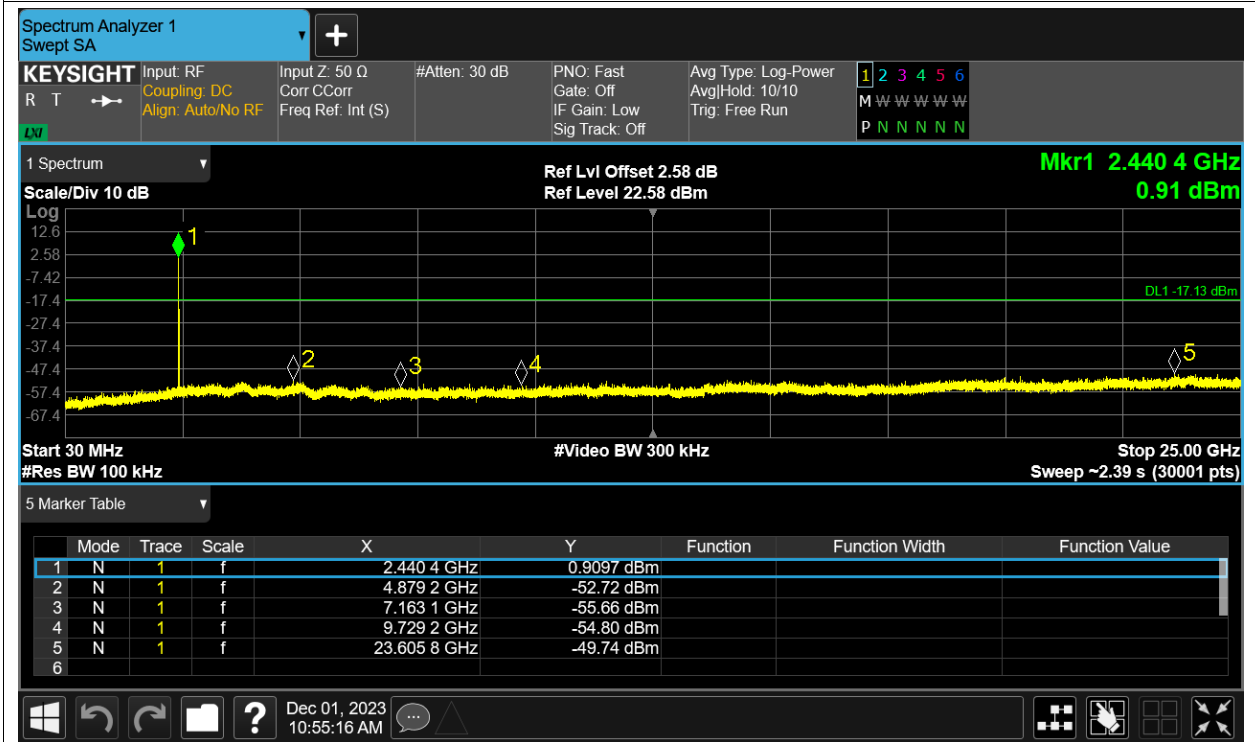 Spectrum Analyzer 1
Swept SA
KEYSIGHT
R T
LXI
Input: RF
Coupling: DC
Align: Auto/No RF
Input Z: 50 Ω
Corr CCorr
Freq Ref: Int (S)
#Atten: 30 dB
PNO: Fast
Gate: Off
IF Gain: Low
Sig Track: Off
Avg Type: Log-Power
Avg|Hold: 10/10
Trig: Free Run
1 2 3 4 5 6
M W W W W W
P N N N N N
1 Spectrum
Scale/Div 10 dB
Ref Lvl Offset 2.58 dB
Ref Level 22.58 dBm
Mkr1 2.440 4 GHz
0.91 dBm
Log
12.6
2.58
-7.42
-17.4
-27.4
-37.4
-47.4
-57.4
-67.4
1
2
3
4
5
DL1 -17.13 dBm
Start 30 MHz
#Video BW 300 kHz
Stop 25.00 GHz
#Res BW 100 kHz
Sweep ~2.39 s (30001 pts)
5 Marker Table
Mode Trace Scale X Y Function Function Width Function Value
1 N 1 f 2.440 4 GHz 0.9097 dBm
2 N 1 f 4.879 2 GHz -52.72 dBm
3 N 1 f 7.163 1 GHz -55.66 dBm
4 N 1 f 9.729 2 GHz -54.80 dBm
5 N 1 f 23.605 8 GHz -49.74 dBm
6
?
Dec 01, 2023
10:55:16 AM